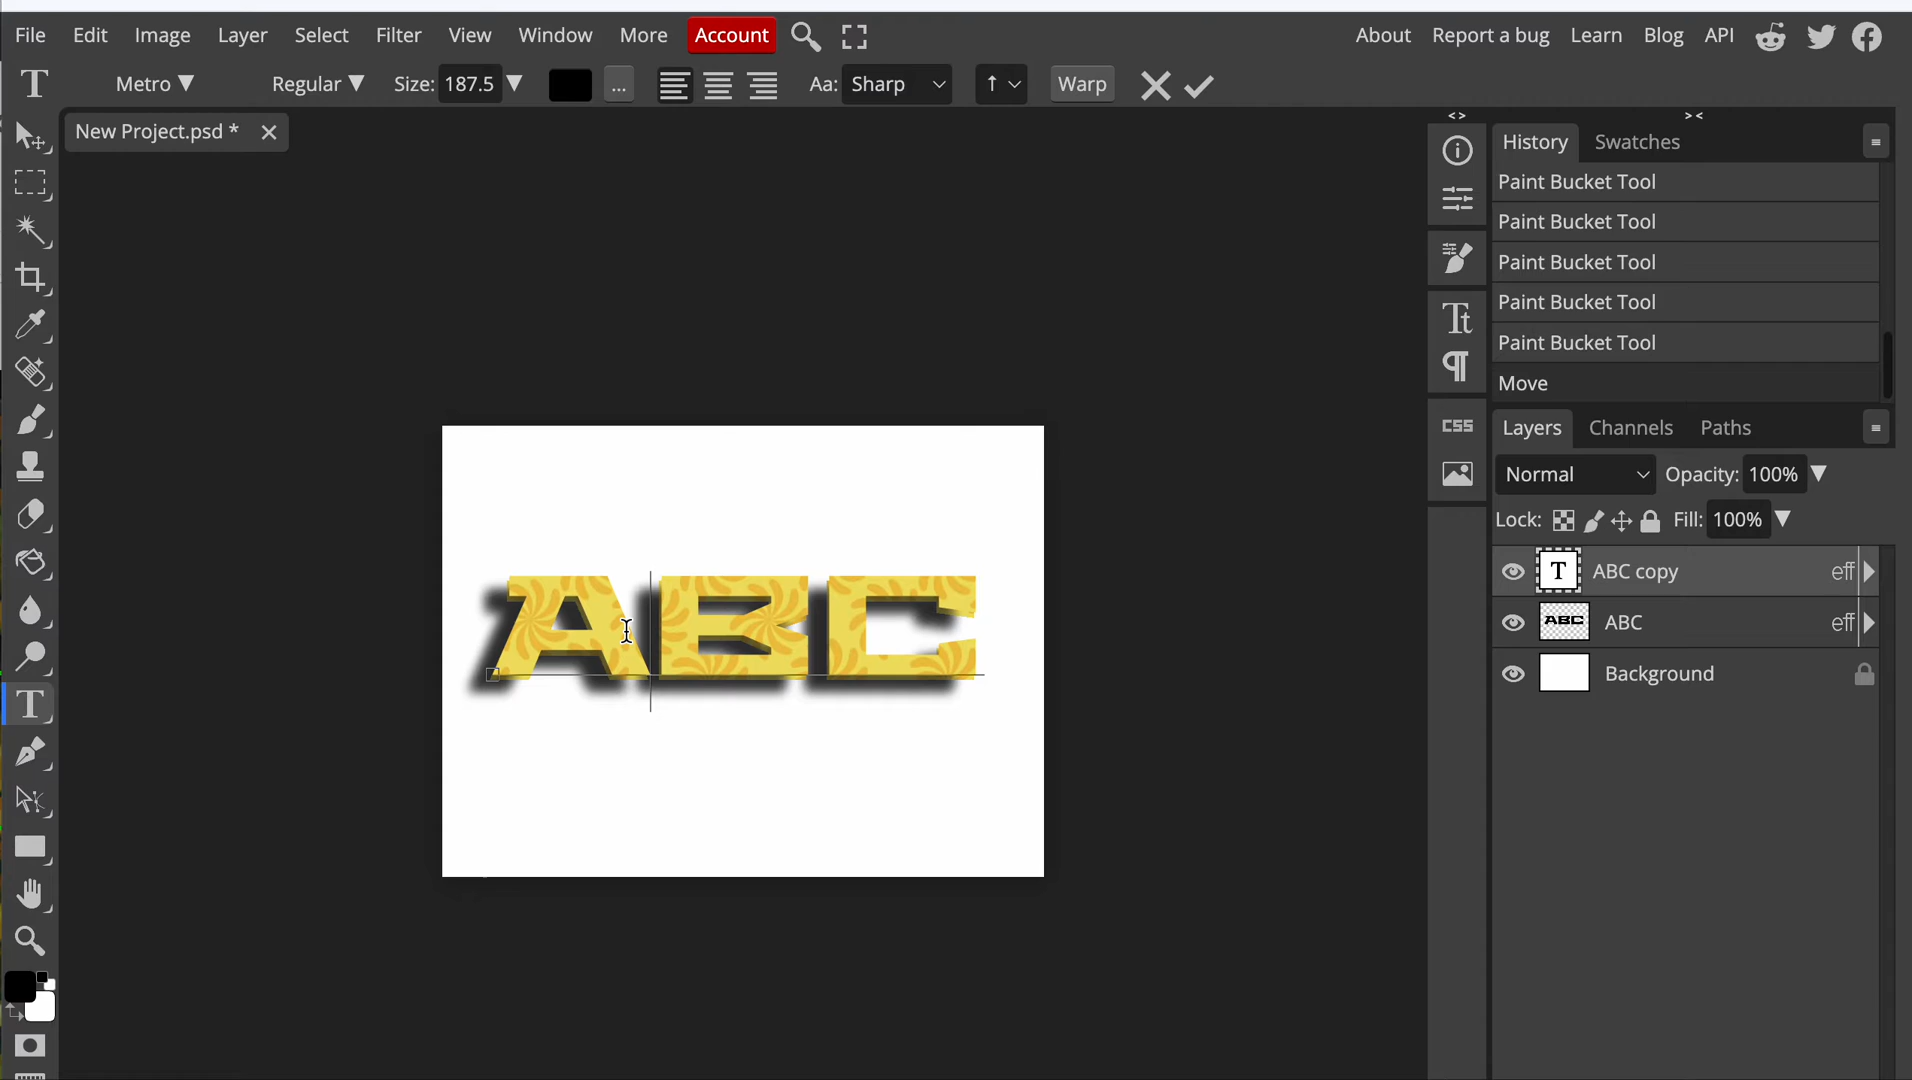 File Edit Image Layer Select Filter View Window More Account About Report a bug Learn Blog API
T Metro Regular Size: 187.5 ... Aa: Sharp Warp
New Project.psd *
History Swatches
Paint Bucket Tool
Paint Bucket Tool
Paint Bucket Tool
Paint Bucket Tool
Paint Bucket Tool
Move
Tt
CSS
Layers Channels Paths
Normal Opacity: 100%
Lock: Fill: 100%
T ABC copy eff
ABC ABC eff
Background
ABC
T